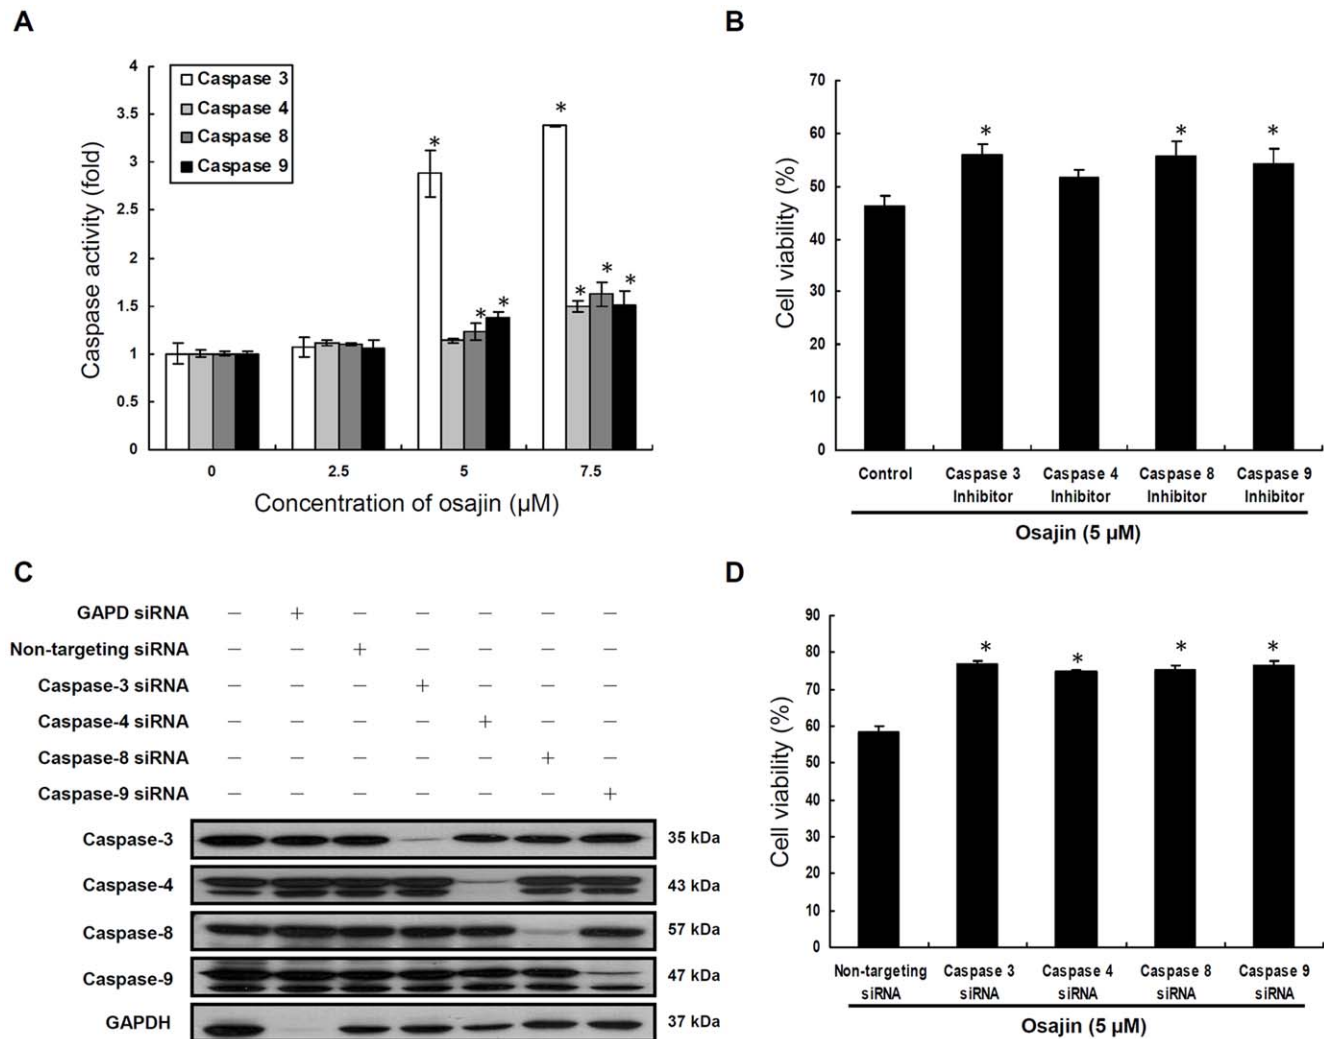 A
Caspase activity (fold)
4
3.5
3
2.5
2
1.5
1
0.5
0
Caspase 3
Caspase 4
Caspase 8
Caspase 9
*
*
*
*
*
*
*
0
2.5
5
7.5
Concentration of osajin (µM)
B
Cell viability (%)
70
60
50
40
30
20
10
0
*
*
*
Control
Caspase 3 Inhibitor
Caspase 4 Inhibitor
Caspase 8 Inhibitor
Caspase 9 Inhibitor
Osajin (5 µM)
C
GAPD siRNA − + − − − − −
Non-targeting siRNA − − + − − − −
Caspase-3 siRNA − − − + − − −
Caspase-4 siRNA − − − − + − −
Caspase-8 siRNA − − − − − + −
Caspase-9 siRNA − − − − − − +
Caspase-3 35 kDa
Caspase-4 43 kDa
Caspase-8 57 kDa
Caspase-9 47 kDa
GAPDH 37 kDa
D
Cell viability (%)
90
80
70
60
50
40
30
20
10
0
*
*
*
*
Non-targeting siRNA
Caspase 3 siRNA
Caspase 4 siRNA
Caspase 8 siRNA
Caspase 9 siRNA
Osajin (5 µM)